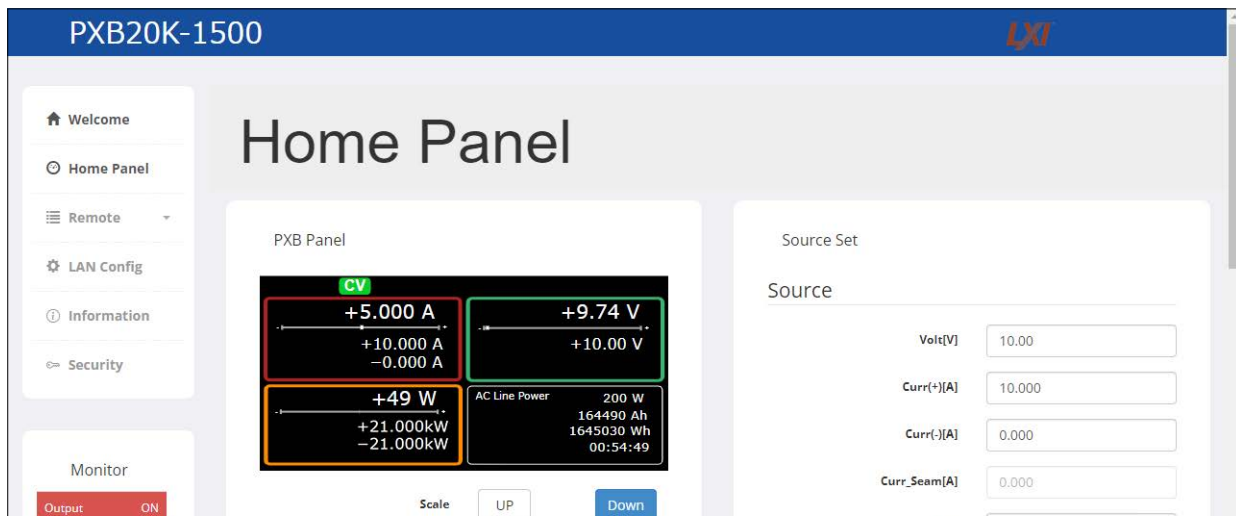 PXB20K-1500
LXI
Welcome
Home Panel
Remote
LAN Config
Information
Security
Monitor
Output ON
Home Panel
PXB Panel
CV
+5.000 A
- +
+10.000 A
−0.000 A
+9.74 V
- +
+10.00 V
+49 W
- +
+21.000kW
−21.000kW
AC Line Power 200 W
164490 Ah
1645030 Wh
00:54:49
Scale UP Down
Source Set
Source
Volt[V] 10.00
Curr(+)[A] 10.000
Curr(-)[A] 0.000
Curr_Seam[A] 0.000